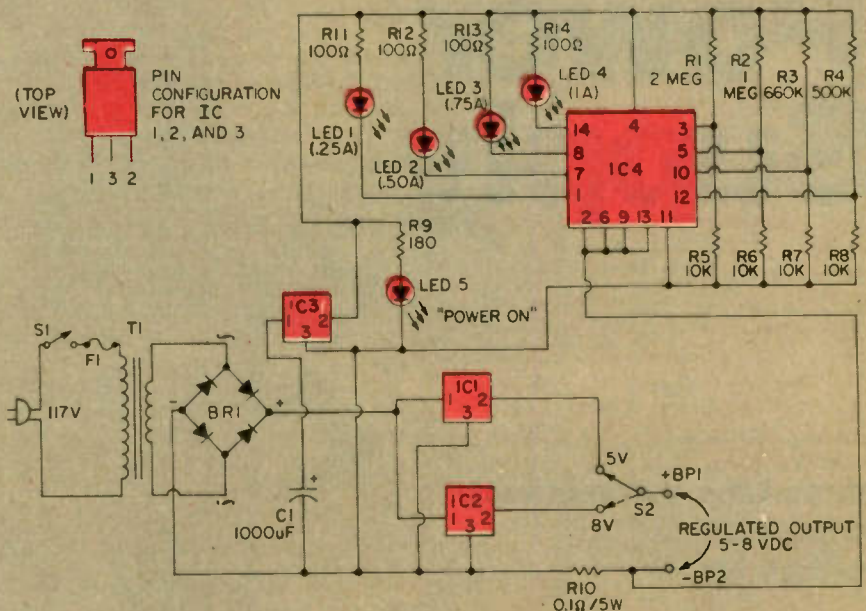 (TOP VIEW)
PIN CONFIGURATION FOR IC 1, 2, AND 3
1 3 2
R11 100Ω
R12 100Ω
R13 100Ω
R14 100Ω
LED 1 (.25A)
LED 2 (.50A)
LED 3 (.75A)
LED 4 (1A)
R1 2 MEG
R2 1 MEG
R3 660K
R4 500K
IC4
14 4 3
8 5
7 10
1 12
2 6 9 13 11
R5 10K
R6 10K
R7 10K
R8 10K
R9 180
LED 5
"POWER ON"
IC3
1 2
3
S1
F1
T1
117V
BR1
-
+
+
C1 1000uF
IC1
1 2
3
IC2
1 2
3
5V
8V
S2
+BP1
REGULATED OUTPUT 5-8 VDC
-BP2
R10 0.1Ω/5W